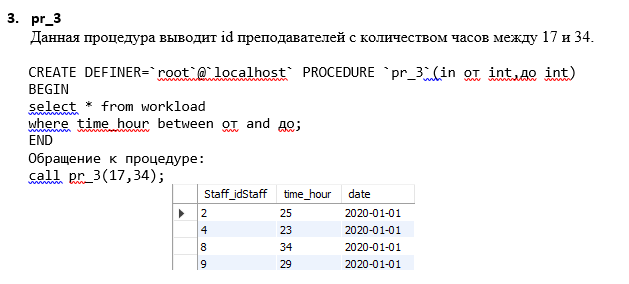 3. pr_3
Данная процедура выводит id преподавателей с количеством часов между 17 и 34.
CREATE DEFINER=`root`@`localhost` PROCEDURE `pr_3`(in от int,до int)
BEGIN
select * from workload
where time_hour between от and до;
END
Обращение к процедуре:
call pr_3(17,34);
Staff_idStaff time_hour date
2 25 2020-01-01
4 23 2020-01-01
8 34 2020-01-01
9 29 2020-01-01